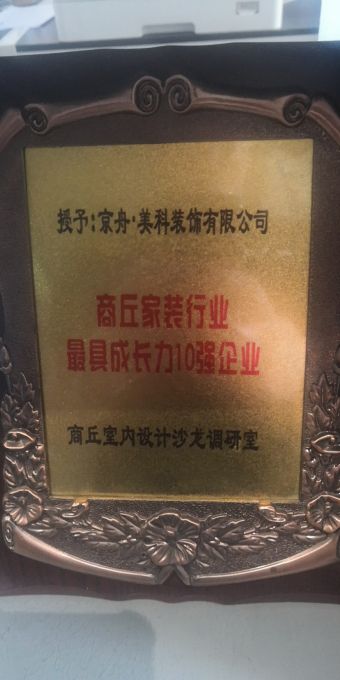 授予:京舟·美科装饰有限公司
商丘家装行业
最具成长力10强企业
商丘室内设计沙龙调研室